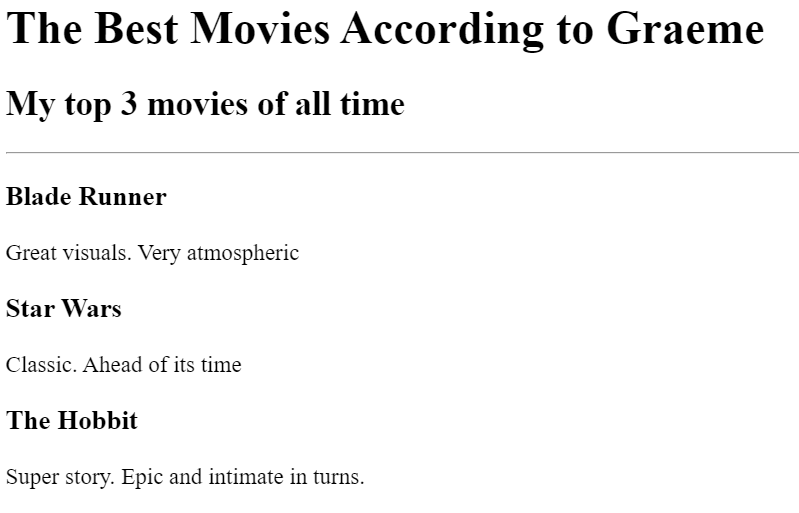 The Best Movies According to Graeme
My top 3 movies of all time
Blade Runner
Great visuals. Very atmospheric
Star Wars
Classic. Ahead of its time
The Hobbit
Super story. Epic and intimate in turns.